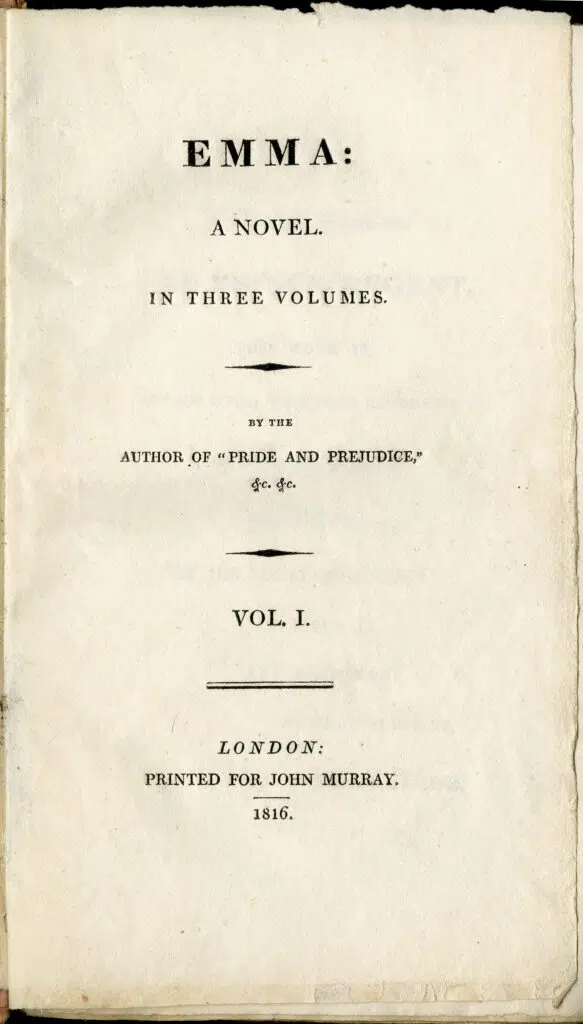 EMMA:
A NOVEL.
IN THREE VOLUMES.
BY THE
AUTHOR OF “PRIDE AND PREJUDICE,”
&c. &c.
VOL. I.
LONDON:
PRINTED FOR JOHN MURRAY.
1816.